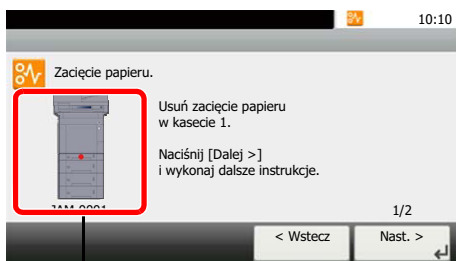 10:10
Zacięcie papieru.
Usuń zacięcie papieru
w kasecie 1.
Naciśnij [Dalej >]
i wykonaj dalsze instrukcje.
1/2
< Wstecz
Nast. >